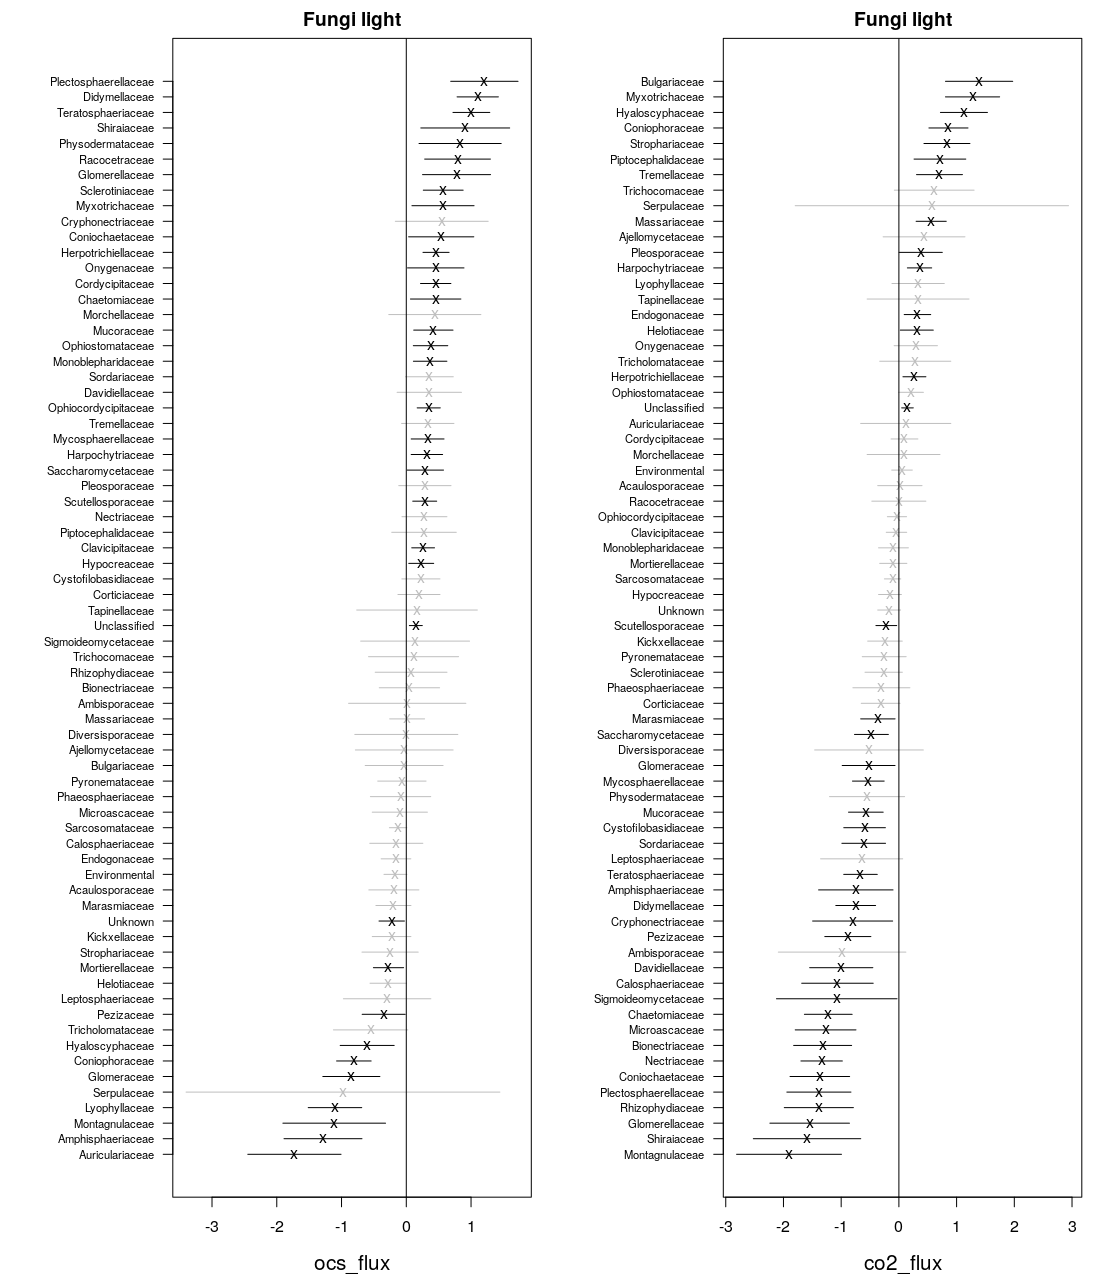 Fungi light
Plectosphaerellaceae
Didymellaceae
Teratosphaeriaceae
Shiraiaceae
Physodermataceae
Racocetraceae
Glomerellaceae
Sclerotiniaceae
Myxotrichaceae
Cryphonectriaceae
Coniochaetaceae
Herpotrichiellaceae
Onygenaceae
Cordycipitaceae
Chaetomiaceae
Morchellaceae
Mucoraceae
Ophiostomataceae
Monoblepharidaceae
Sordariaceae
Davidiellaceae
Ophiocordycipitaceae
Tremellaceae
Mycosphaerellaceae
Harpochytriaceae
Saccharomycetaceae
Pleosporaceae
Scutellosporaceae
Nectriaceae
Piptocephalidaceae
Clavicipitaceae
Hypocreaceae
Cystofilobasidiaceae
Corticiaceae
Tapinellaceae
Unclassified
Sigmoideomycetaceae
Trichocomaceae
Rhizophydiaceae
Bionectriaceae
Ambisporaceae
Massariaceae
Diversisporaceae
Ajellomycetaceae
Bulgariaceae
Pyronemataceae
Phaeosphaeriaceae
Microascaceae
Sarcosomataceae
Calosphaeriaceae
Endogonaceae
Environmental
Acaulosporaceae
Marasmiaceae
Unknown
Kickxellaceae
Strophariaceae
Mortierellaceae
Helotiaceae
Leptosphaeriaceae
Pezizaceae
Tricholomataceae
Hyaloscyphaceae
Coniophoraceae
Glomeraceae
Serpulaceae
Lyophyllaceae
Montagnulaceae
Amphisphaeriaceae
Auriculariaceae
-3 -2 -1 0 1
ocs_flux
Fungi light
Bulgariaceae
Myxotrichaceae
Hyaloscyphaceae
Coniophoraceae
Strophariaceae
Piptocephalidaceae
Tremellaceae
Trichocomaceae
Serpulaceae
Massariaceae
Ajellomycetaceae
Pleosporaceae
Harpochytriaceae
Lyophyllaceae
Tapinellaceae
Endogonaceae
Helotiaceae
Onygenaceae
Tricholomataceae
Herpotrichiellaceae
Ophiostomataceae
Unclassified
Auriculariaceae
Cordycipitaceae
Morchellaceae
Environmental
Acaulosporaceae
Racocetraceae
Ophiocordycipitaceae
Clavicipitaceae
Monoblepharidaceae
Mortierellaceae
Sarcosomataceae
Hypocreaceae
Unknown
Scutellosporaceae
Kickxellaceae
Pyronemataceae
Sclerotiniaceae
Phaeosphaeriaceae
Corticiaceae
Marasmiaceae
Saccharomycetaceae
Diversisporaceae
Glomeraceae
Mycosphaerellaceae
Physodermataceae
Mucoraceae
Cystofilobasidiaceae
Sordariaceae
Leptosphaeriaceae
Teratosphaeriaceae
Amphisphaeriaceae
Didymellaceae
Cryphonectriaceae
Pezizaceae
Ambisporaceae
Davidiellaceae
Calosphaeriaceae
Sigmoideomycetaceae
Chaetomiaceae
Microascaceae
Bionectriaceae
Nectriaceae
Coniochaetaceae
Plectosphaerellaceae
Rhizophydiaceae
Glomerellaceae
Shiraiaceae
Montagnulaceae
-3 -2 -1 0 1 2 3
co2_flux